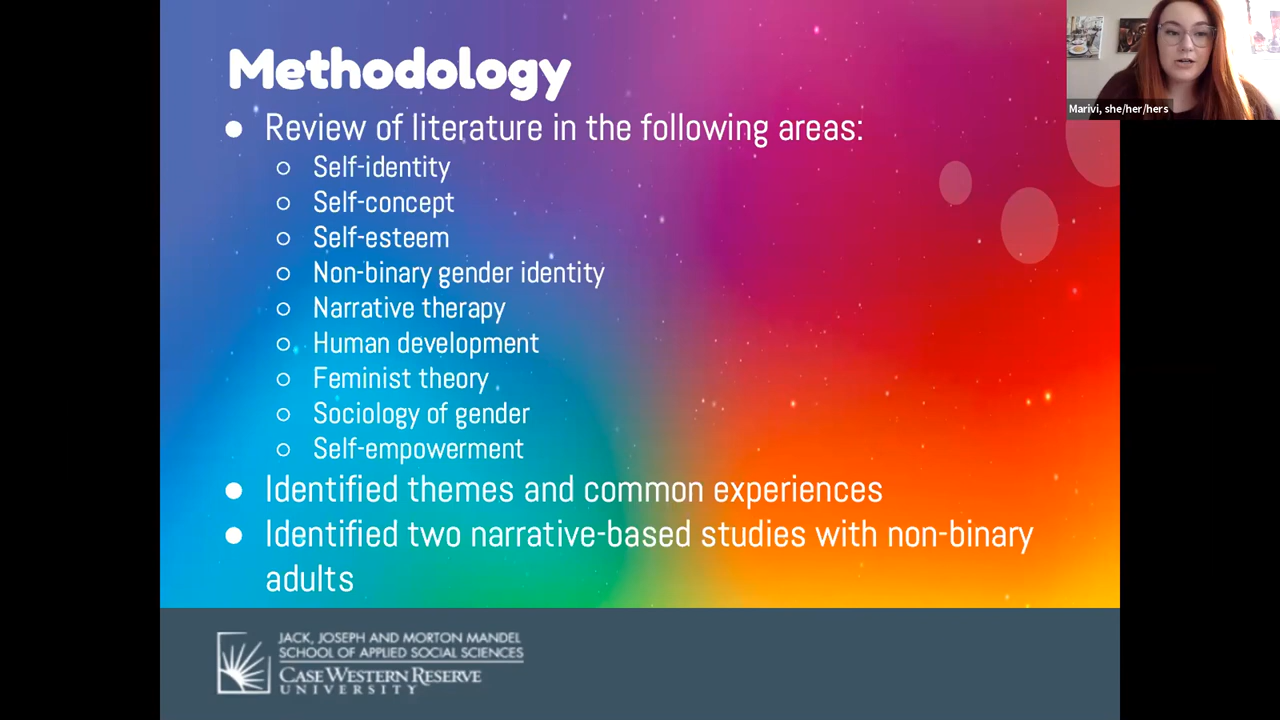 Methodology
● Review of literature in the following areas:
○ Self-identity
○ Self-concept
○ Self-esteem
○ Non-binary gender identity
○ Narrative therapy
○ Human development
○ Feminist theory
○ Sociology of gender
○ Self-empowerment
● Identified themes and common experiences
● Identified two narrative-based studies with non-binary
adults
JACK, JOSEPH AND MORTON MANDEL
SCHOOL OF APPLIED SOCIAL SCIENCES
CASE WESTERN RESERVE
UNIVERSITY
Marivi, she/her/hers